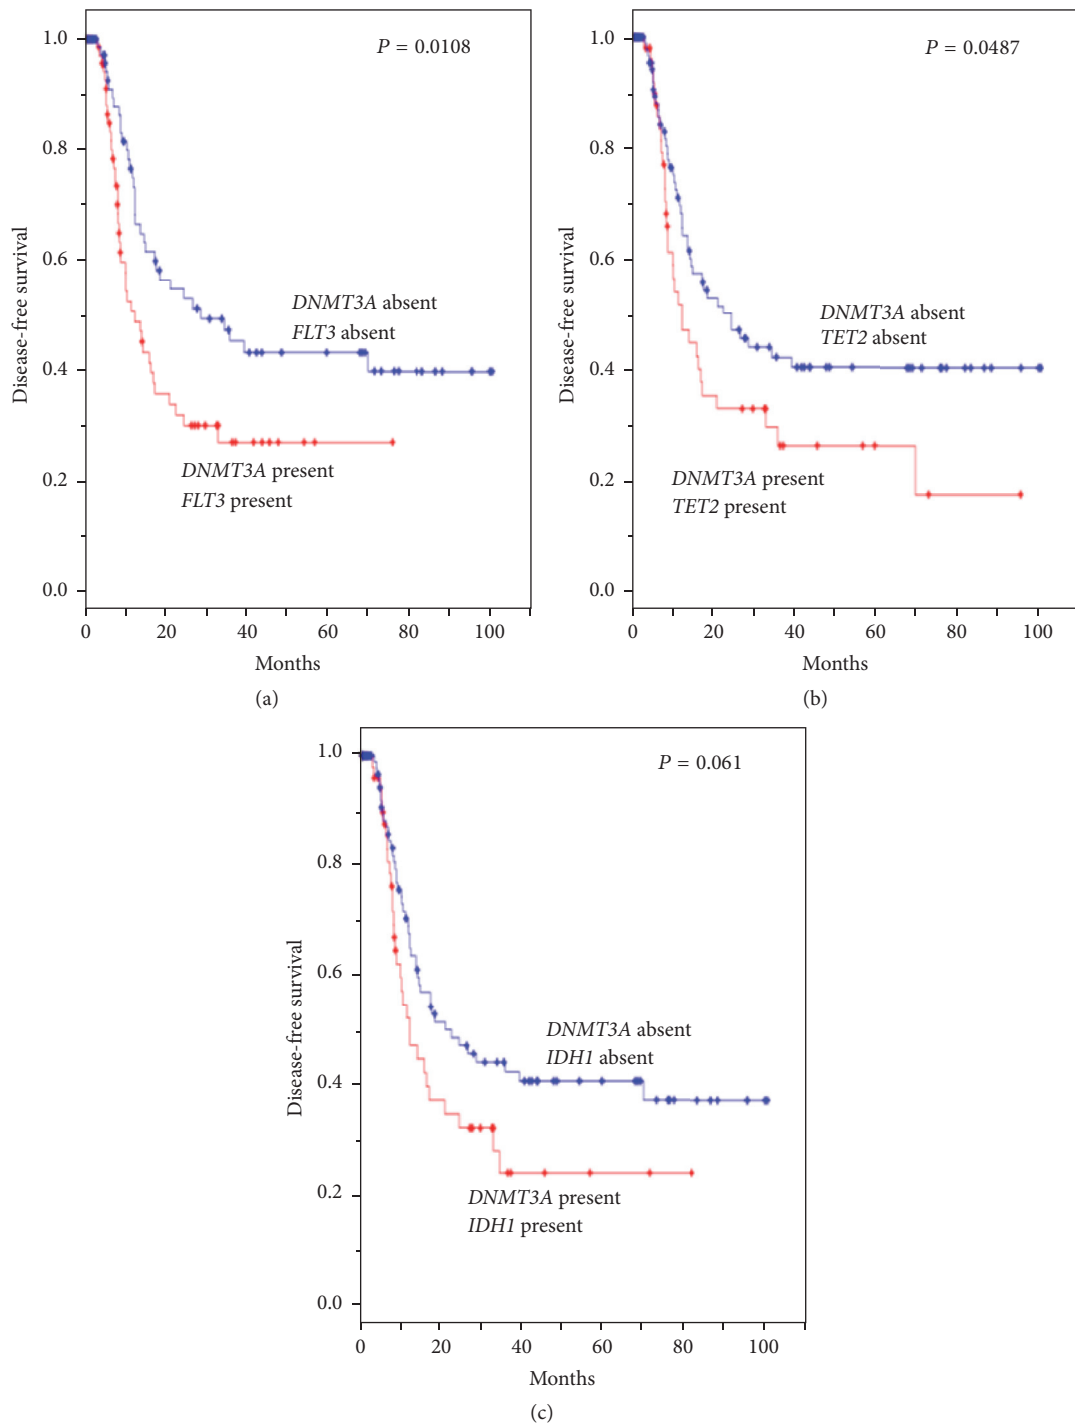 P = 0.0108
1.0
0.8
0.6
0.4
0.2
0.0
Disease-free survival
DNMT3A absent
FLT3 absent
DNMT3A present
FLT3 present
0 20 40 60 80 100
Months
(a)
P = 0.0487
1.0
0.8
0.6
0.4
0.2
0.0
Disease-free survival
DNMT3A absent
TET2 absent
DNMT3A present
TET2 present
0 20 40 60 80 100
Months
(b)
P = 0.061
1.0
0.8
0.6
0.4
0.2
0.0
Disease-free survival
DNMT3A absent
IDH1 absent
DNMT3A present
IDH1 present
0 20 40 60 80 100
Months
(c)